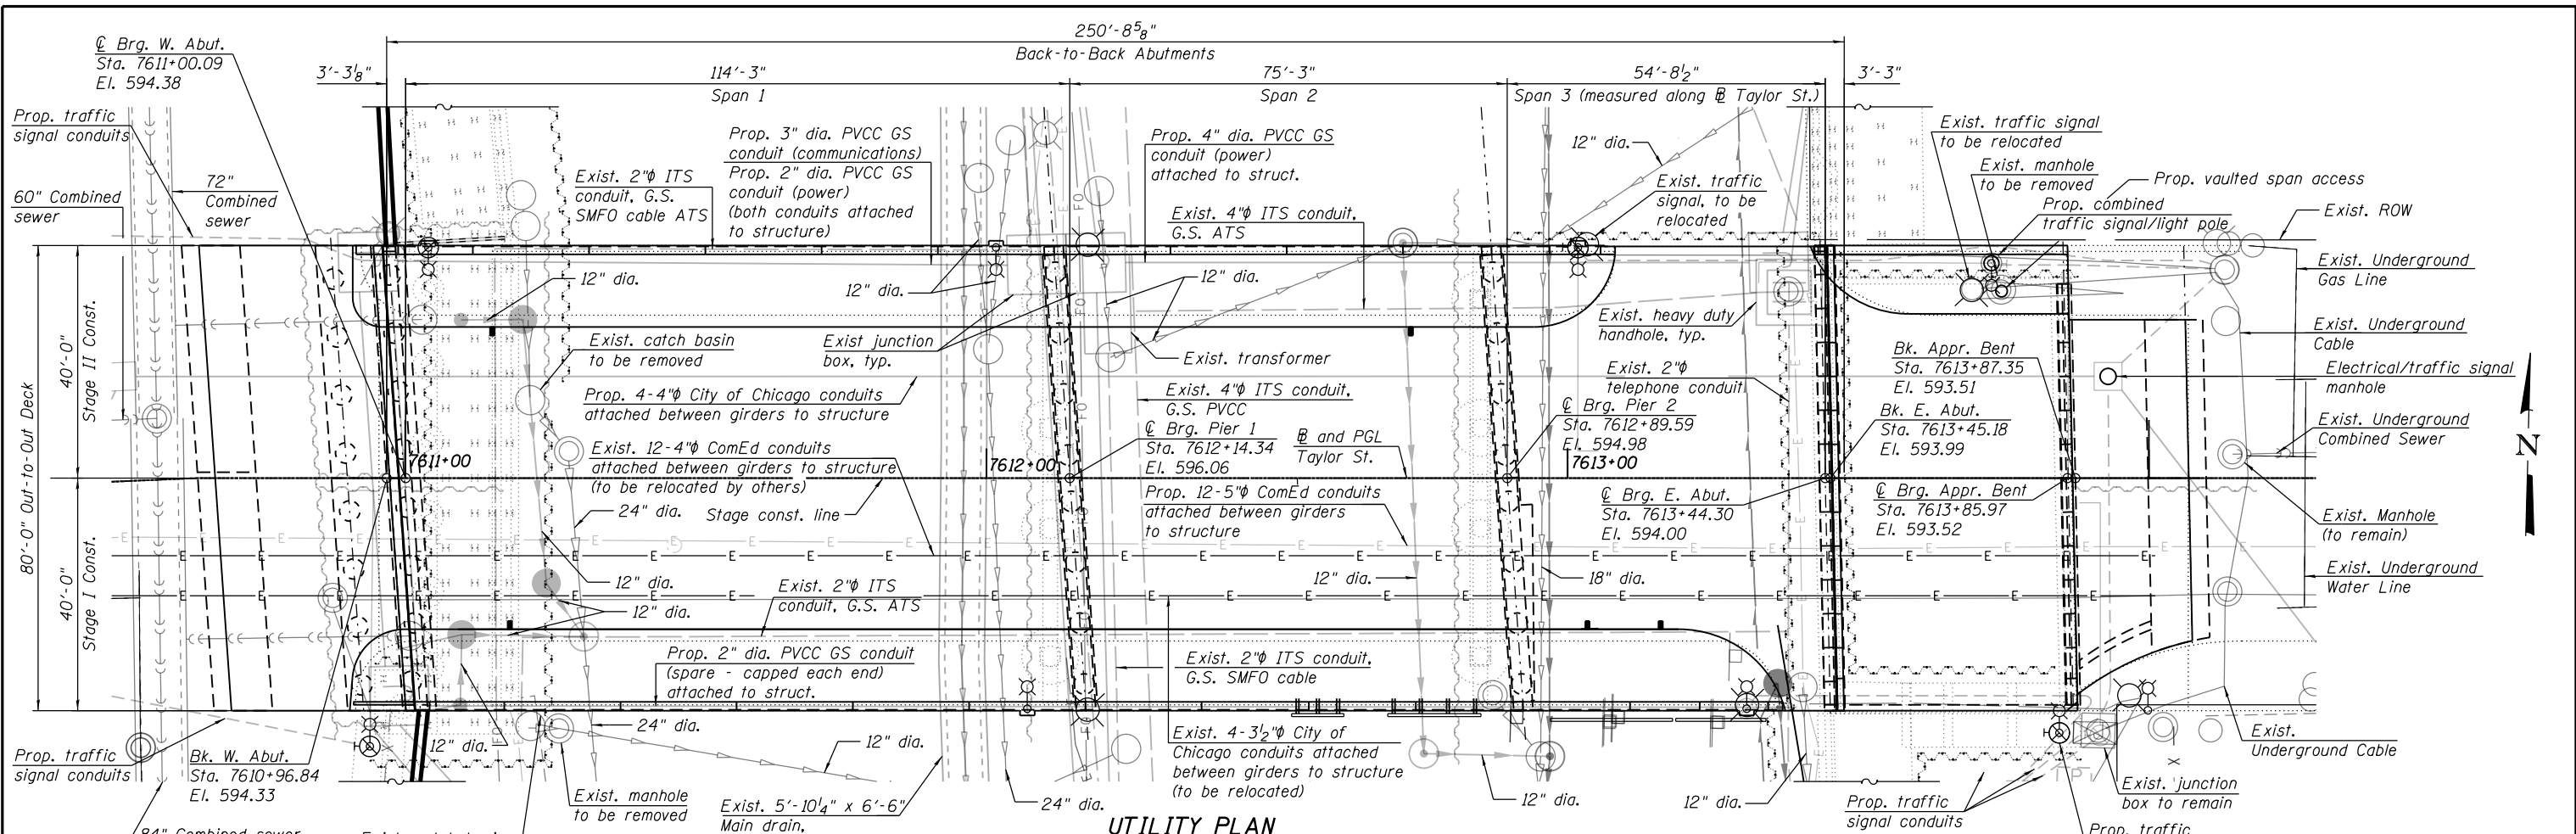 250'-8⅝"
Back-to-Back Abutments
3'-3⅛"
114'-3"
Span 1
75'-3"
Span 2
54'-8½"
Span 3 (measured along ℄ Taylor St.)
3'-3"
℄ Brg. W. Abut.
Sta. 7611+00.09
El. 594.38
Prop. traffic
signal conduits
60" Combined
sewer
72"
Combined
sewer
Exist. 2"φ ITS
conduit, G.S.
SMFO cable ATS
Prop. 3" dia. PVCC GS
conduit (communications)
Prop. 2" dia. PVCC GS
conduit (power)
(both conduits attached
to structure)
Prop. 4" dia. PVCC GS
conduit (power)
attached to struct.
Exist. 4"φ ITS conduit,
G.S. ATS
12" dia.
Exist. traffic
signal, to be
relocated
Exist. traffic signal
to be relocated
Exist. manhole
to be removed
Prop. vaulted span access
Prop. combined
traffic signal/light pole
Exist. ROW
Exist. Underground
Gas Line
Exist. Underground
Cable
Electrical/traffic signal
manhole
Exist. Underground
Combined Sewer
Exist. Manhole
(to remain)
Exist. Underground
Water Line
N
80'-0" Out-to-Out Deck
40'-0"
Stage II Const.
40'-0"
Stage I Const.
12" dia.
12" dia.
12" dia.
Exist. catch basin
to be removed
Exist junction
box, typ.
Exist. transformer
Exist. heavy duty
handhole, typ.
Exist. 2"φ
telephone conduit
Prop. 4-4"φ City of Chicago conduits
attached between girders to structure
Exist. 4"φ ITS conduit,
G.S. PVCC
℄ Brg. Pier 1
Sta. 7612+14.34
El. 596.06
℄ Brg. Pier 2
Sta. 7612+89.59
El. 594.98
Bk. Appr. Bent
Sta. 7613+87.35
El. 593.51
Bk. E. Abut.
Sta. 7613+45.18
El. 593.99
Exist. 12-4"φ ComEd conduits
attached between girders to structure
(to be relocated by others)
7611+00
7612+00
7613+00
℄ and PGL
Taylor St.
24" dia.
Stage const. line
Prop. 12-5"φ ComEd conduits
attached between girders
to structure
℄ Brg. E. Abut.
Sta. 7613+44.30
El. 594.00
℄ Brg. Appr. Bent
Sta. 7613+85.97
El. 593.52
12" dia.
12" dia.
Exist. 2"φ ITS
conduit, G.S. ATS
12" dia.
18" dia.
Prop. 2" dia. PVCC GS conduit
(spare - capped each end)
attached to struct.
Exist. 2"φ ITS conduit,
G.S. SMFO cable
Exist. 4-3½"φ City of
Chicago conduits attached
between girders to structure
(to be relocated)
Prop. traffic
signal conduits
Bk. W. Abut.
Sta. 7610+96.84
El. 594.33
12" dia.
24" dia.
12" dia.
Exist. manhole
to be removed
Exist. 5'-10¼" x 6'-6"
Main drain,
24" dia.
12" dia.
12" dia.
Prop. traffic
signal conduits
Exist. junction
box to remain
Exist.
Underground Cable
84" Combined sewer
UTILITY PLAN
Prop. traffic